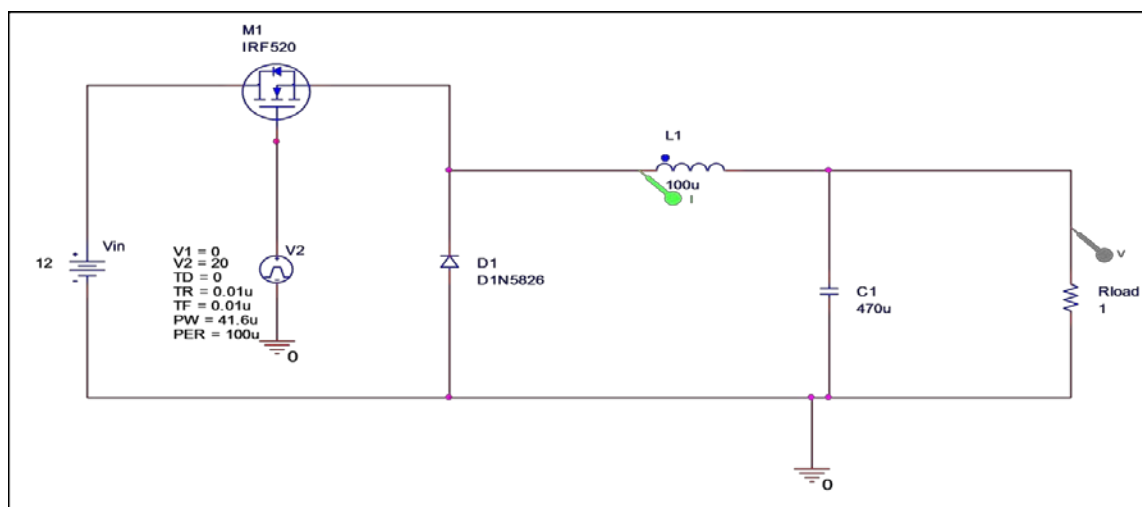 M1
IRF520
L1
100u
I
Vin
12
V1 = 0
V2 = 20
TD = 0
TR = 0.01u
TF = 0.01u
PW = 41.6u
PER = 100u
V2
0
D1
D1N5826
C1
470u
V
Rload
1
0